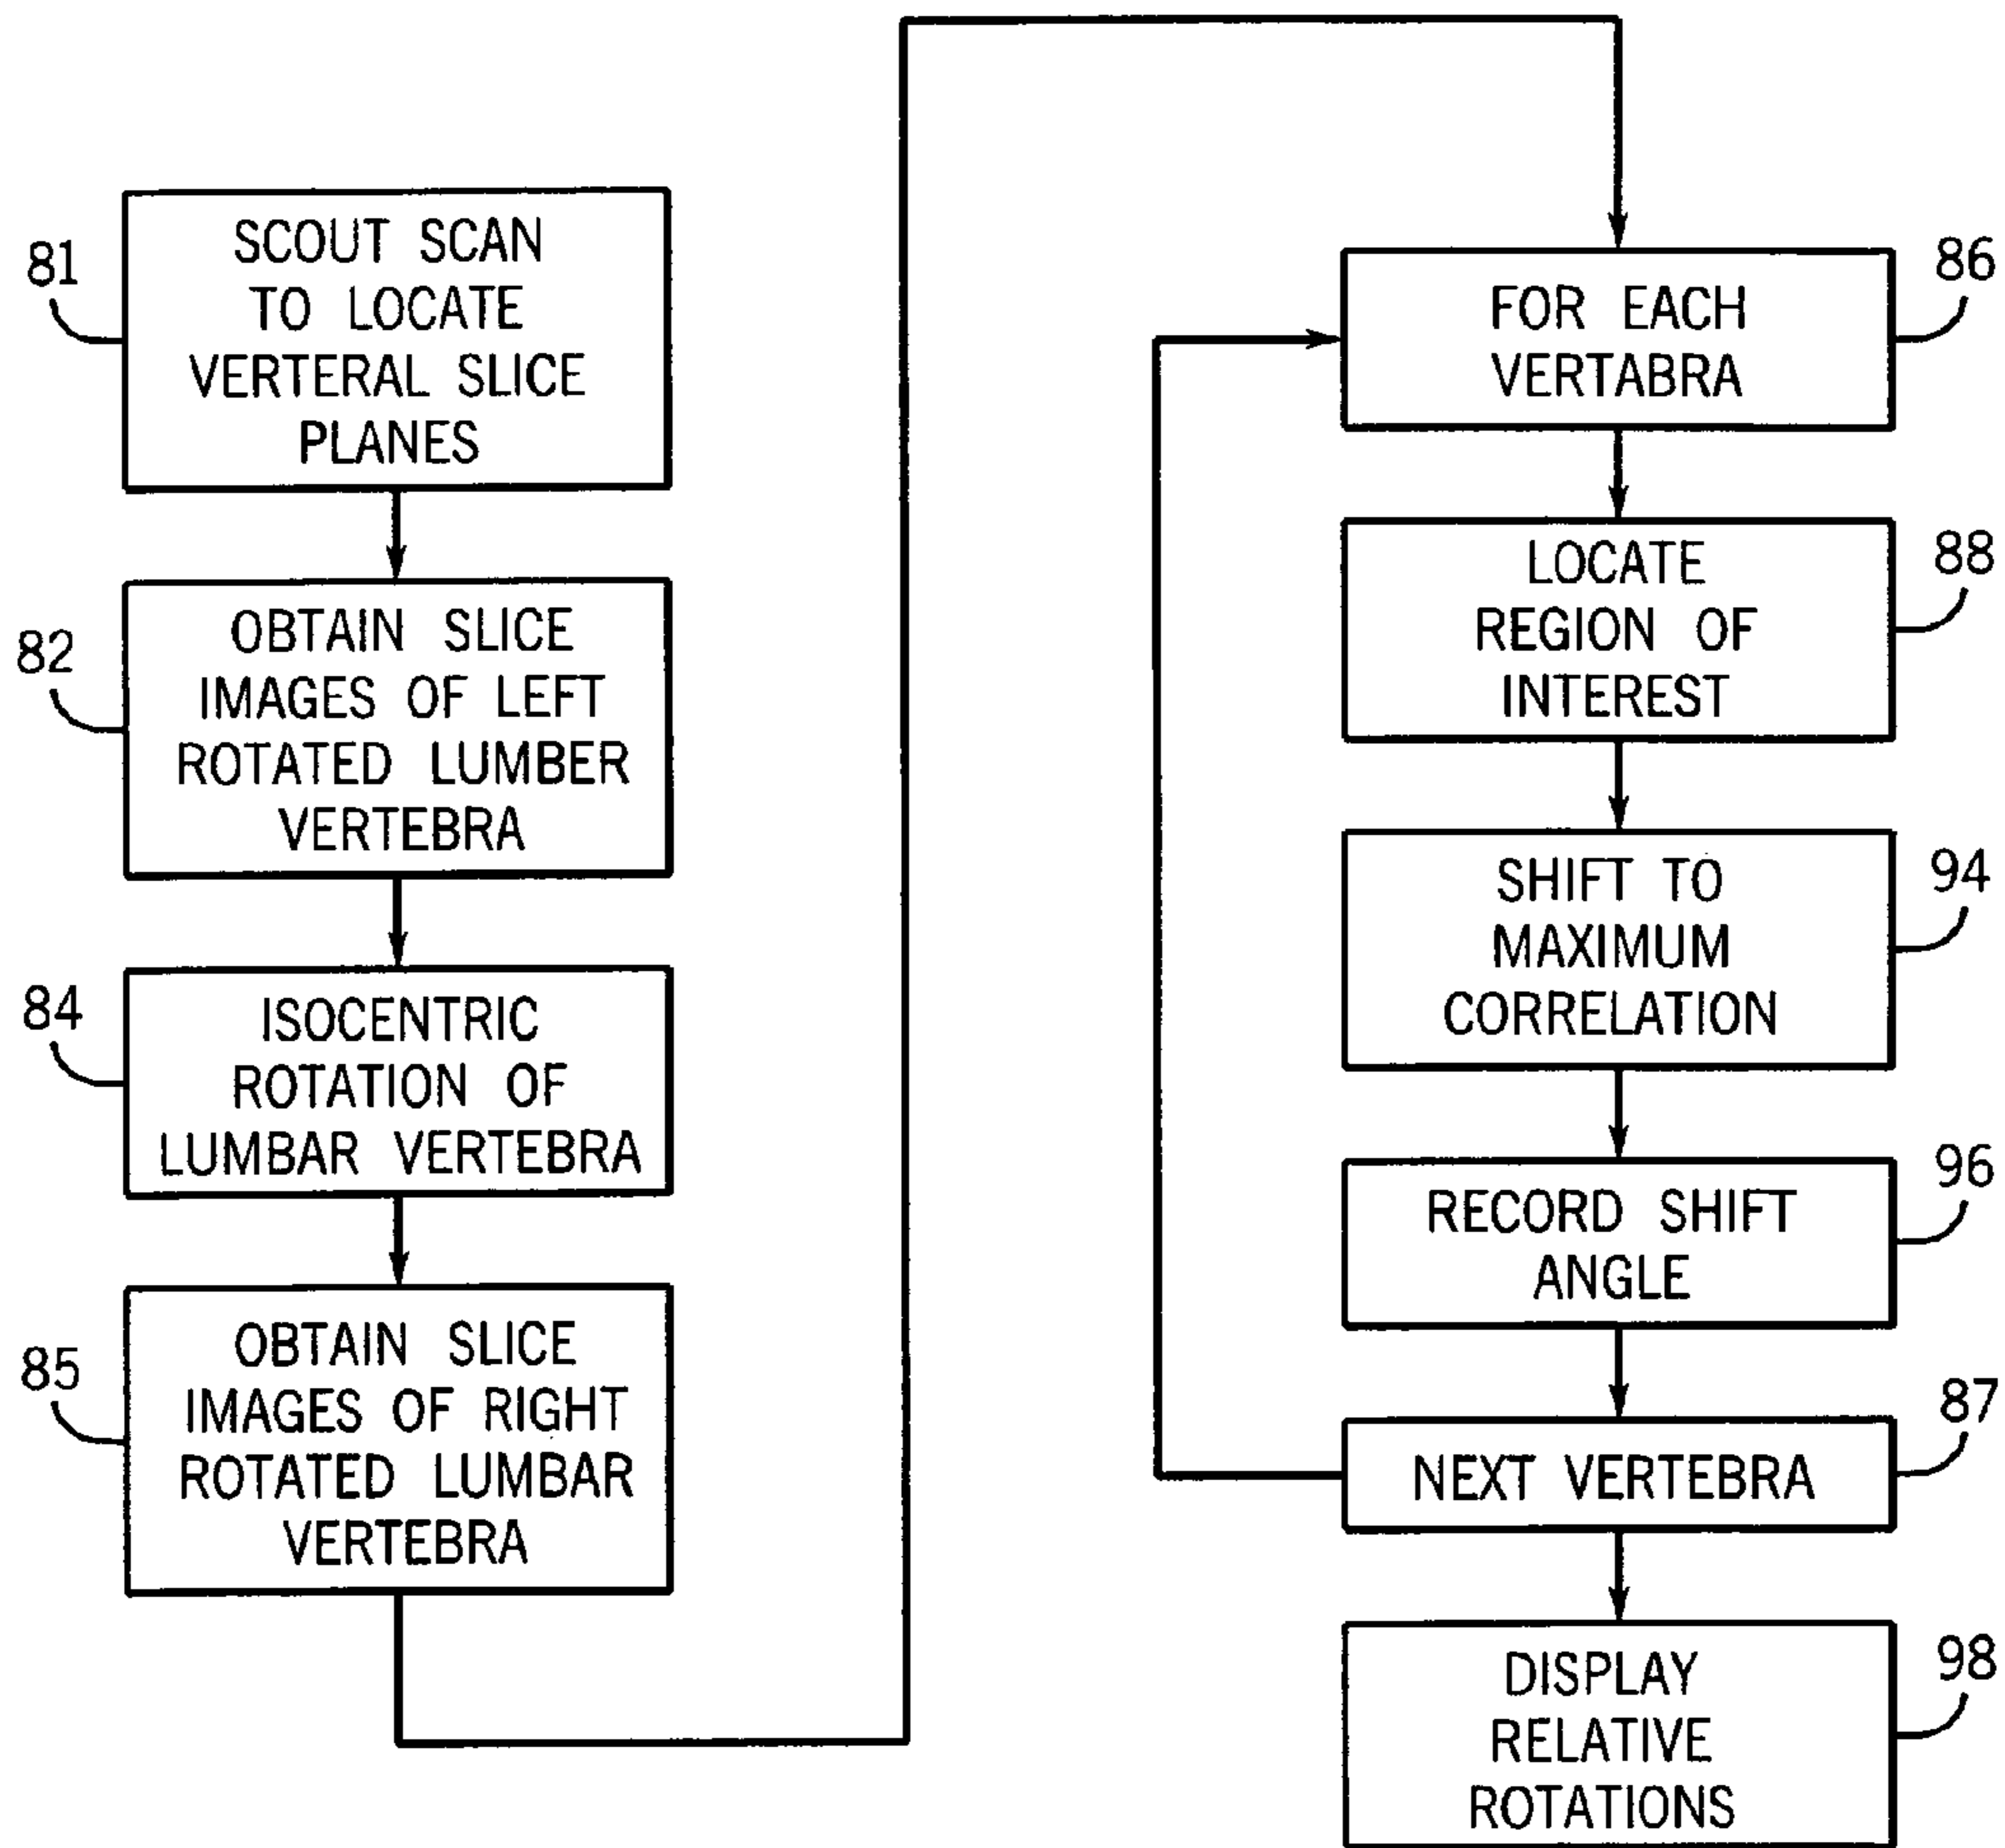 81
SCOUT SCAN
TO LOCATE
VERTERAL SLICE
PLANES
82
OBTAIN SLICE
IMAGES OF LEFT
ROTATED LUMBER
VERTEBRA
84
ISOCENTRIC
ROTATION OF
LUMBAR VERTEBRA
85
OBTAIN SLICE
IMAGES OF RIGHT
ROTATED LUMBAR
VERTEBRA
86
FOR EACH
VERTABRA
88
LOCATE
REGION OF
INTEREST
94
SHIFT TO
MAXIMUM
CORRELATION
96
RECORD SHIFT
ANGLE
87
NEXT VERTEBRA
98
DISPLAY
RELATIVE
ROTATIONS